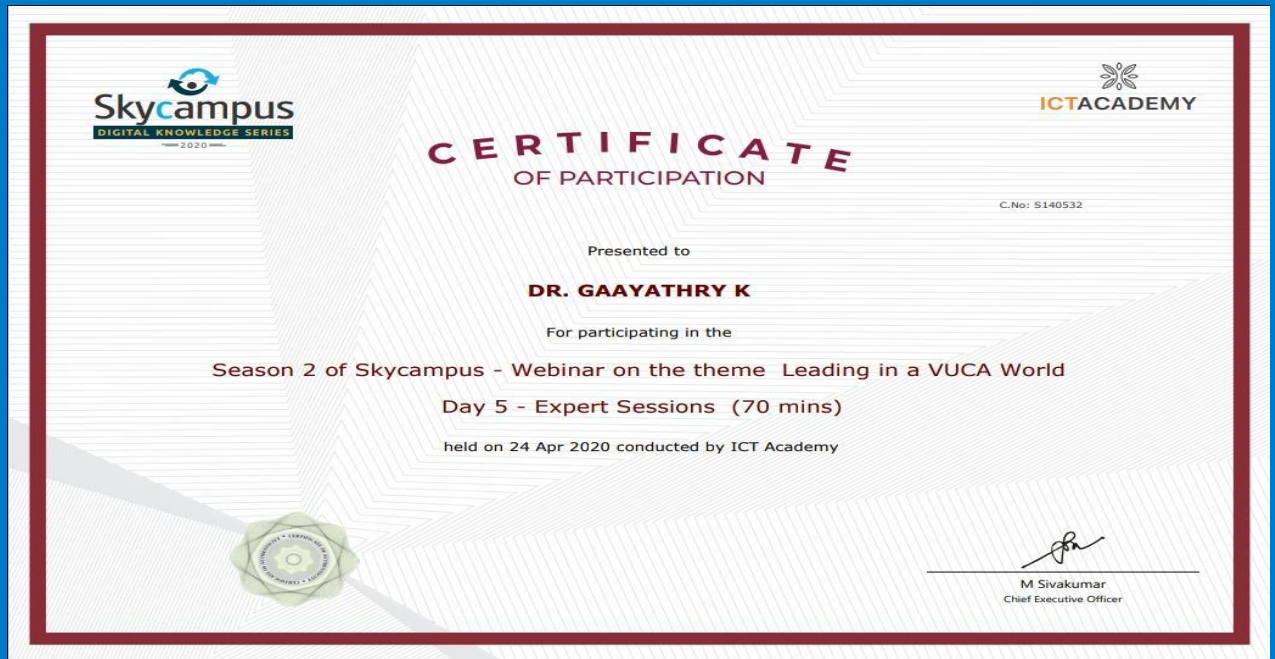 Skycampus
DIGITAL KNOWLEDGE SERIES
2020
ICTACADEMY
CERTIFICATE
OF PARTICIPATION
C.No: S140532
Presented to
DR. GAAYATHRY K
For participating in the
Season 2 of Skycampus - Webinar on the theme Leading in a VUCA World
Day 5 - Expert Sessions (70 mins)
held on 24 Apr 2020 conducted by ICT Academy
M Sivakumar
Chief Executive Officer